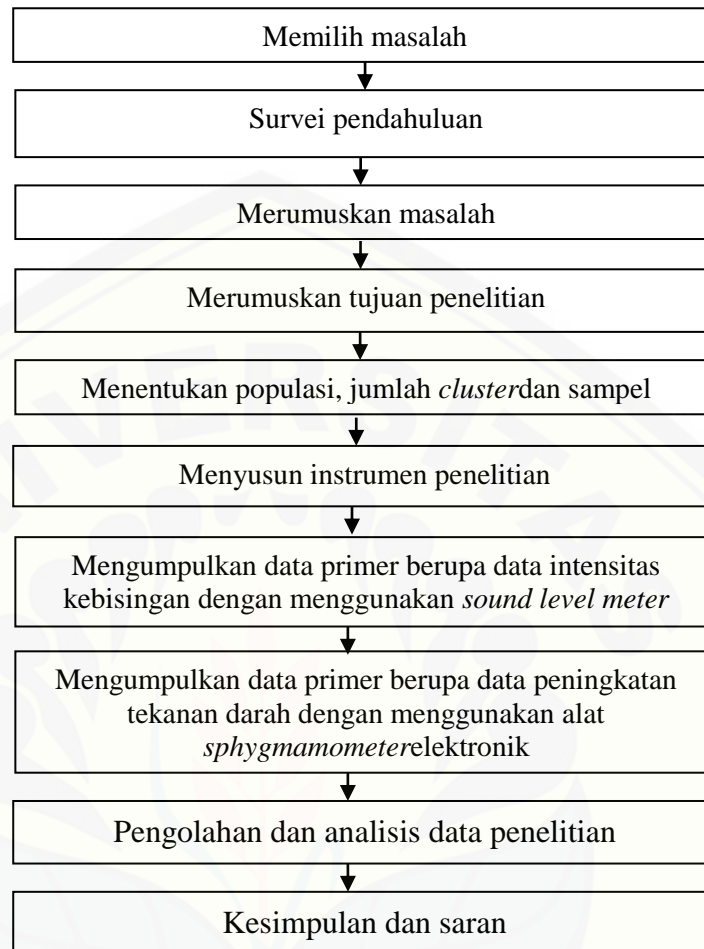 Memilih masalah
Survei pendahuluan
Merumuskan masalah
Merumuskan tujuan penelitian
Menentukan populasi, jumlah clusterdan sampel
Menyusun instrumen penelitian
Mengumpulkan data primer berupa data intensitas
kebisingan dengan menggunakan sound level meter
Mengumpulkan data primer berupa data peningkatan
tekanan darah dengan menggunakan alat
sphygmamometerelektronik
Pengolahan dan analisis data penelitian
Kesimpulan dan saran
UNIVERSITAS